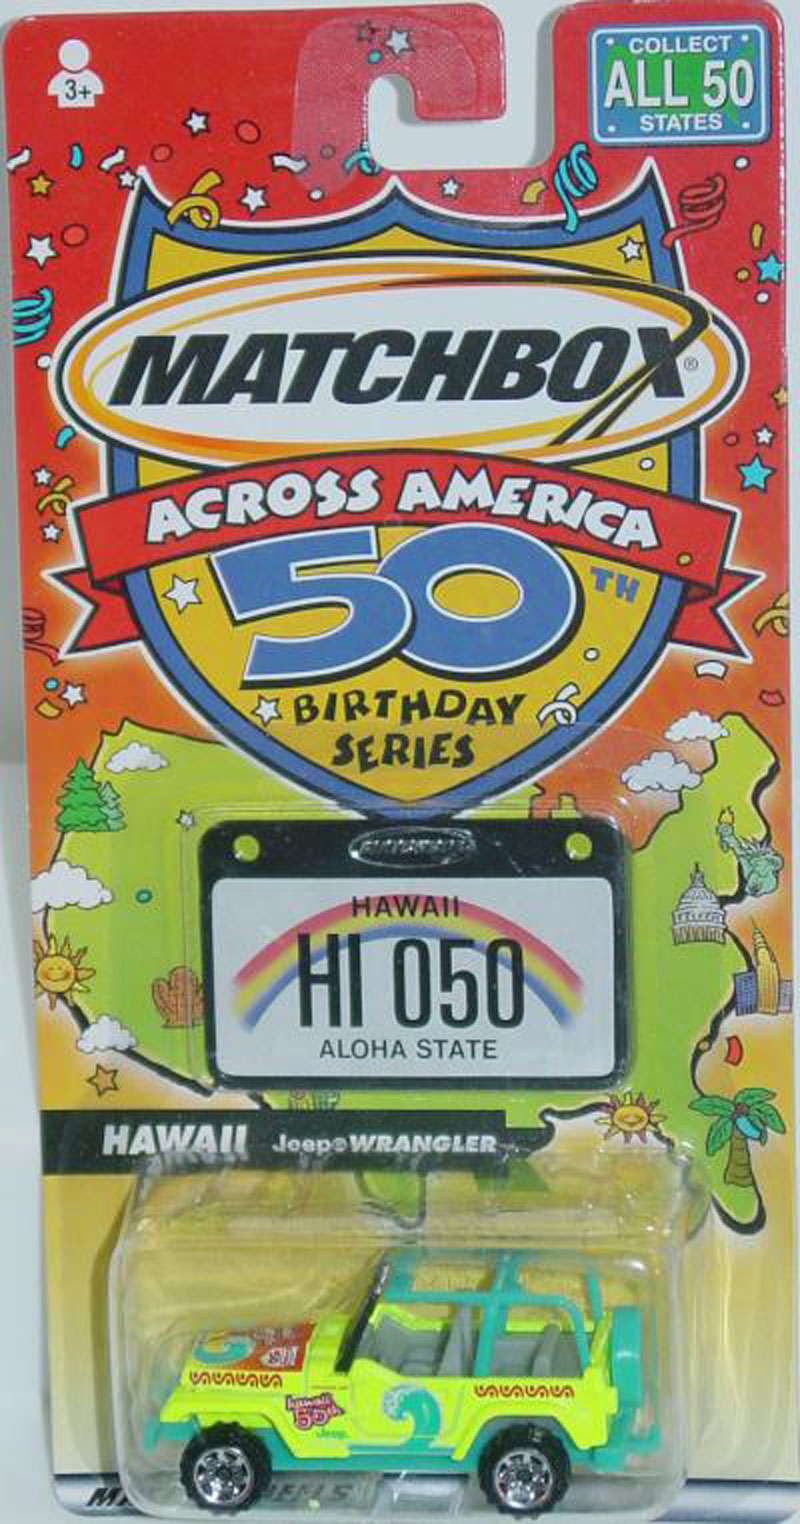 3+
COLLECT
ALL 50
STATES
MATCHBOX®
ACROSS AMERICA
50TH
BIRTHDAY
SERIES
HAWAII
HI 050
ALOHA STATE
HAWAII Jeep® WRANGLER
hawaii
50th
Jeep